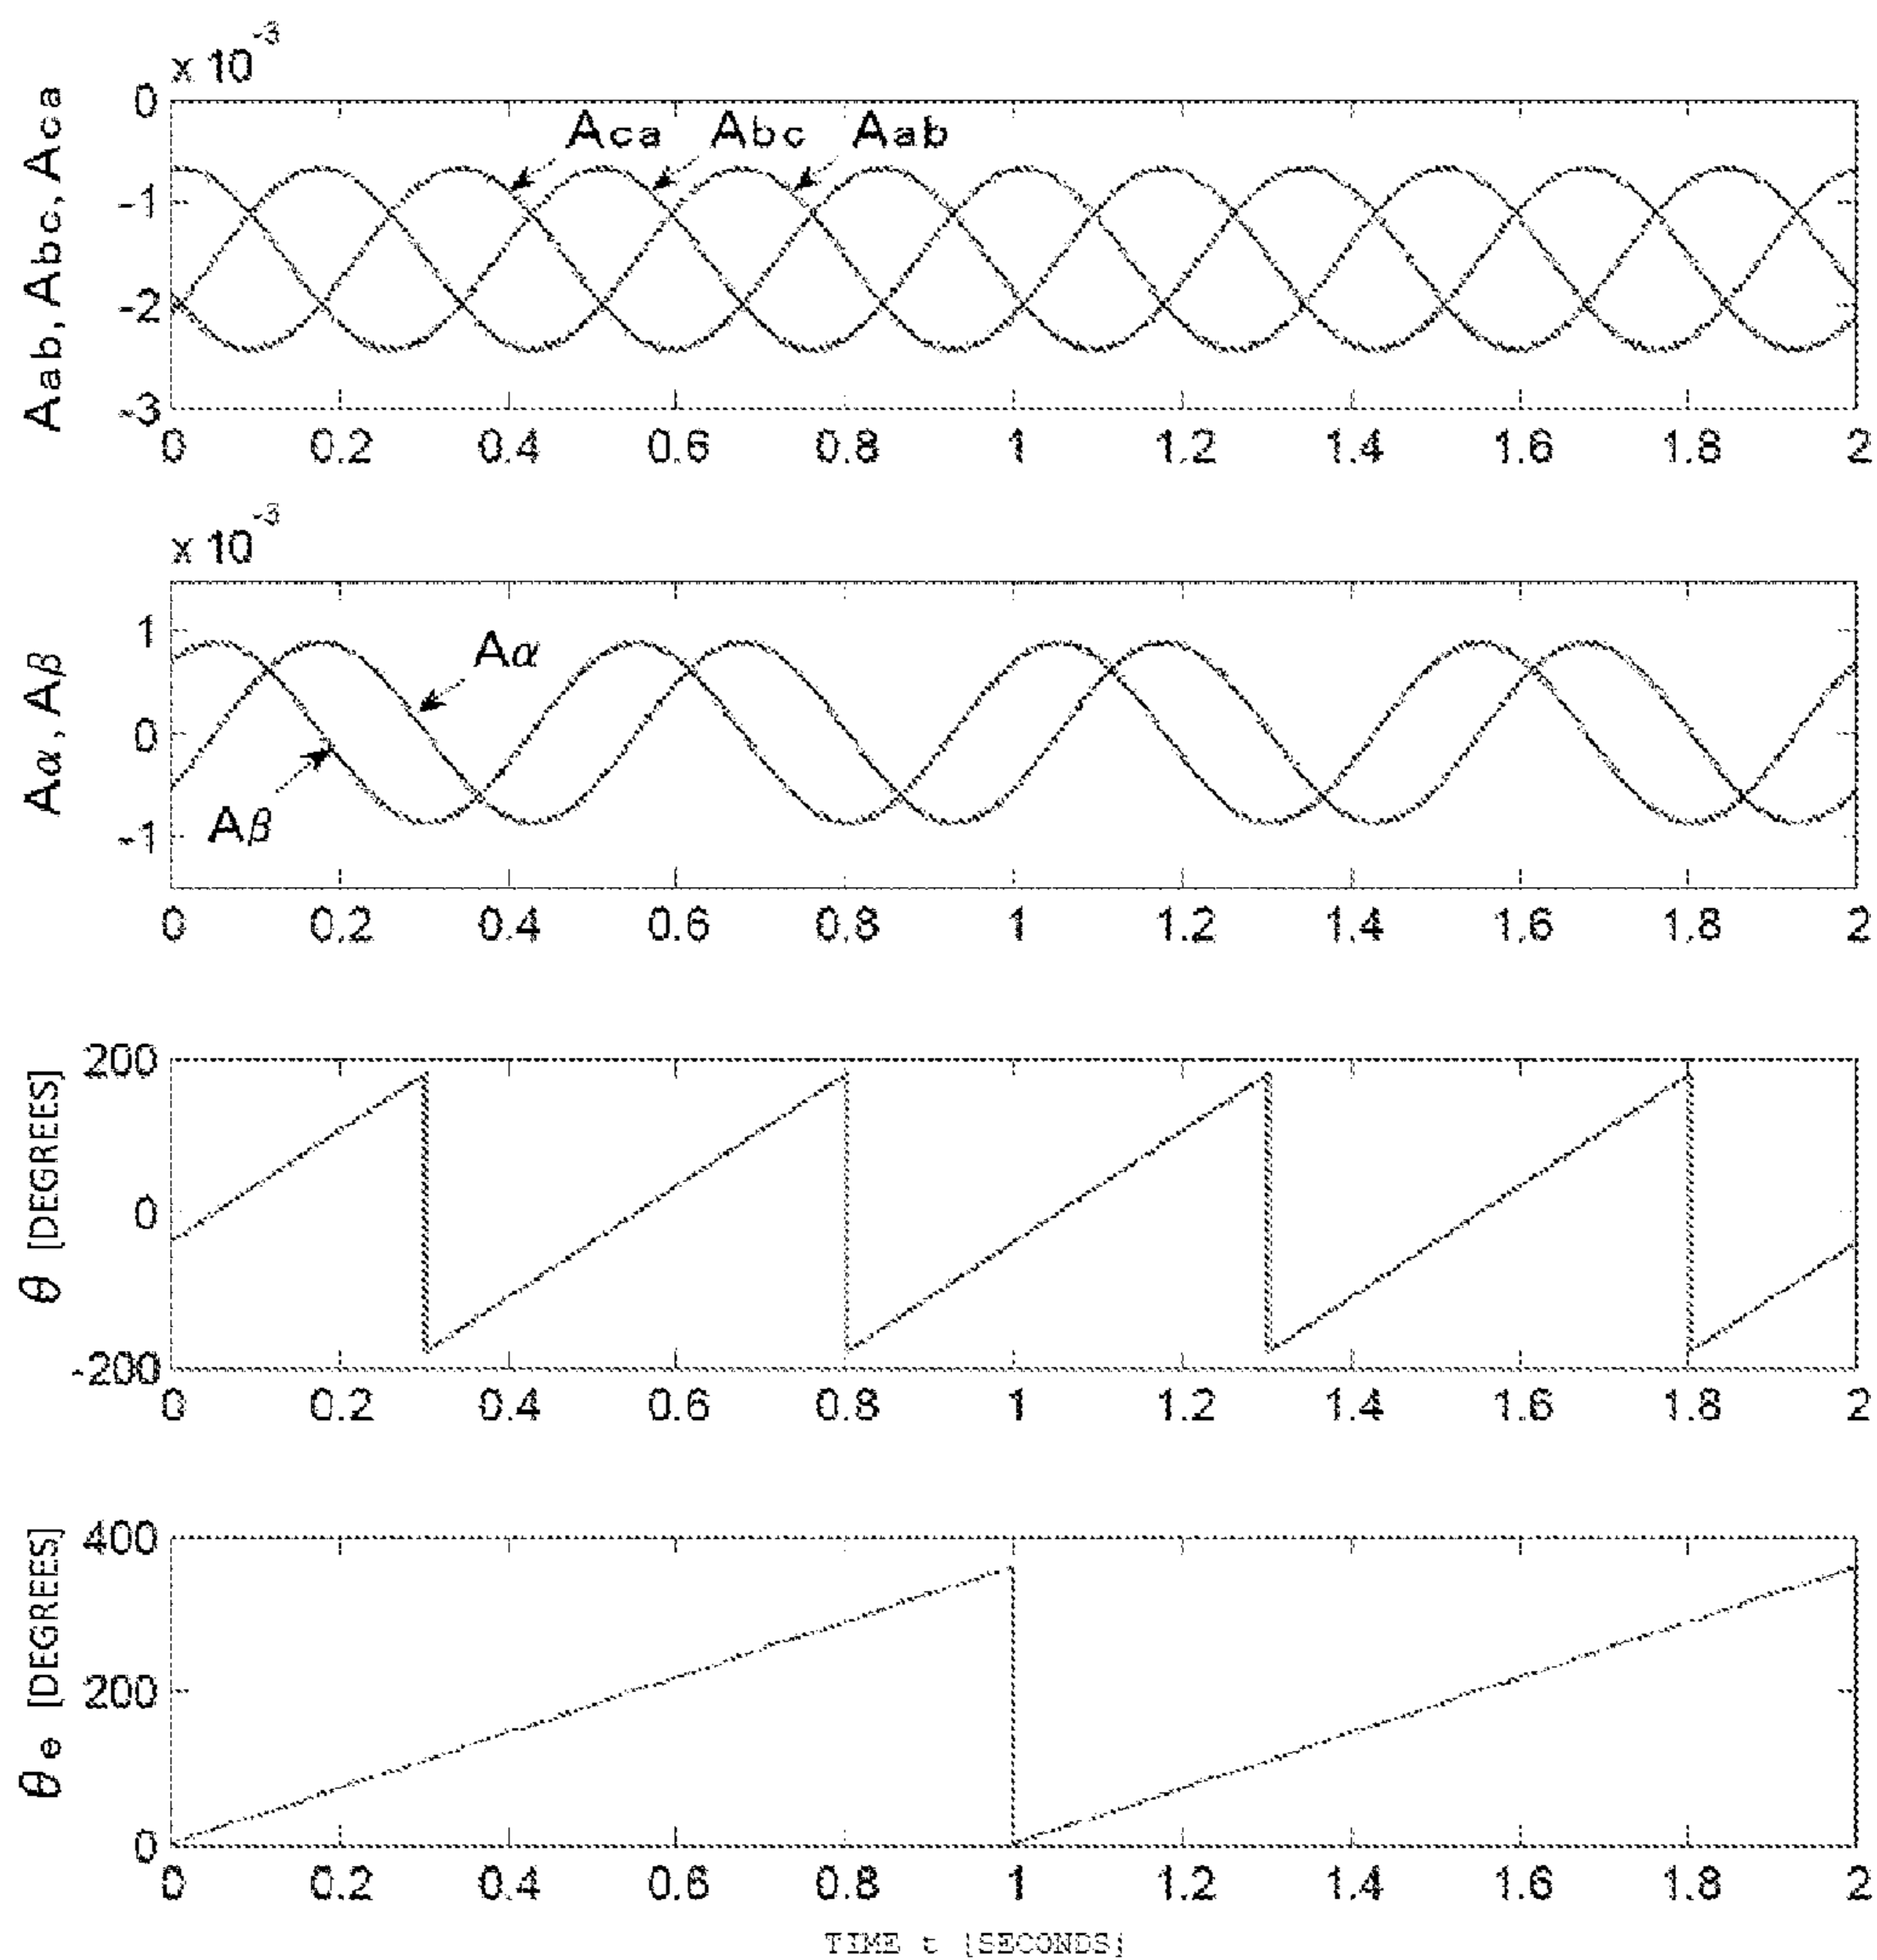 x 10-3
Aab, Abc, Aca
0
-1
-2
-3
Aca Abc Aab
0 0.2 0.4 0.6 0.8 1 1.2 1.4 1.6 1.8 2
x 10-3
Aα, Aβ
1
0
-1
Aα
Aβ
0 0.2 0.4 0.6 0.8 1 1.2 1.4 1.6 1.8 2
θ [DEGREES]
200
0
-200
0 0.2 0.4 0.6 0.8 1 1.2 1.4 1.6 1.8 2
θe [DEGREES]
400
200
0
0 0.2 0.4 0.6 0.8 1 1.2 1.4 1.6 1.8 2
TIME t [SECONDS]